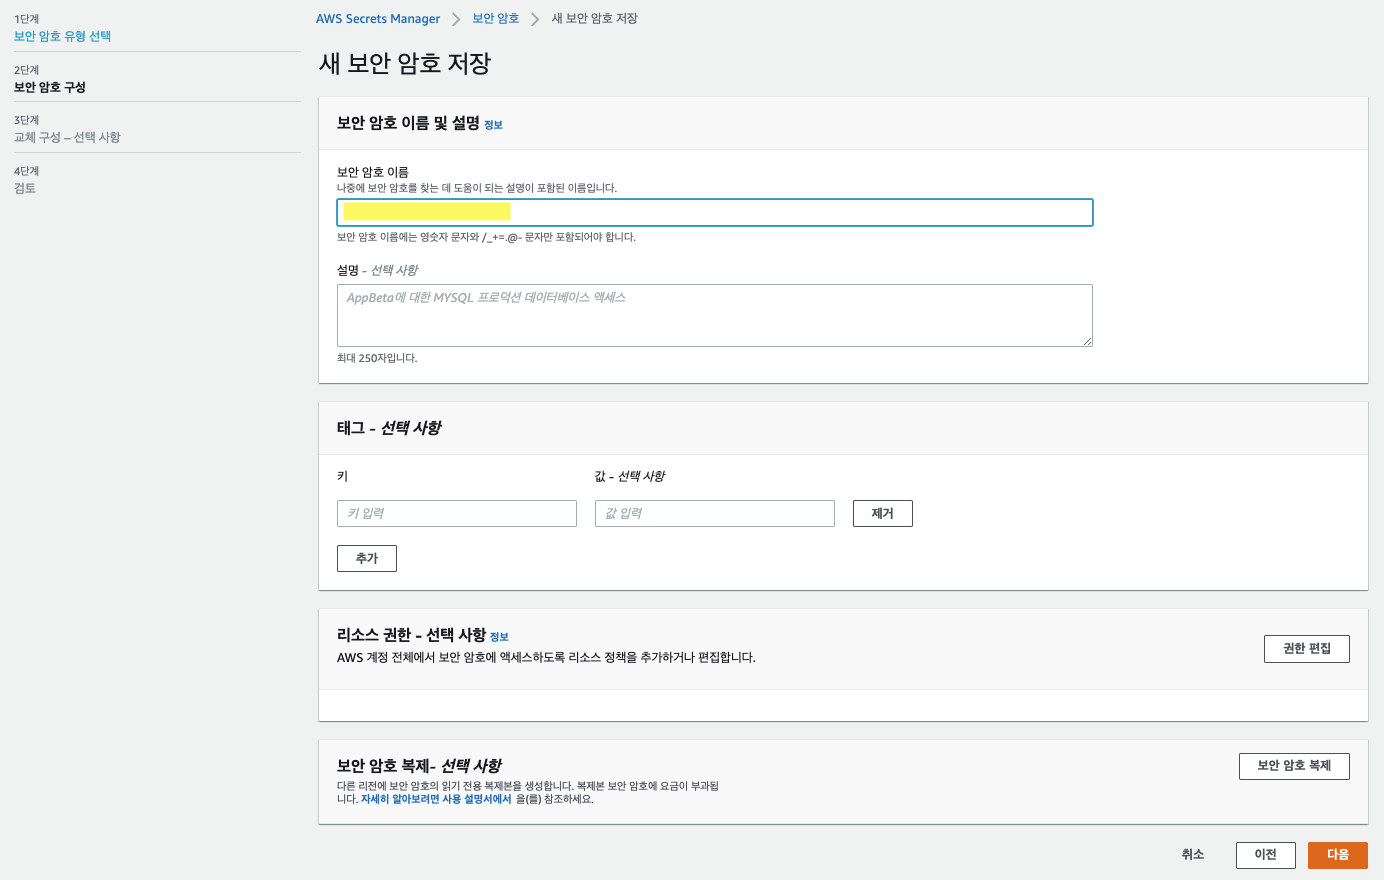 1단계
보안 암호 유형 선택
2단계
보안 암호 구성
3단계
교체 구성 – 선택 사항
4단계
검토
AWS Secrets Manager
보안 암호
새 보안 암호 저장
새 보안 암호 저장
보안 암호 이름 및 설명 정보
보안 암호 이름
나중에 보안 암호를 찾는 데 도움이 되는 설명이 포함된 이름입니다.
보안 암호 이름에는 영숫자 문자와 /_+=.@- 문자만 포함되어야 합니다.
설명 - 선택 사항
AppBeta에 대한 MYSQL 프로덕션 데이터베이스 액세스
최대 250자입니다.
태그 - 선택 사항
키
값 - 선택 사항
키 입력
값 입력
제거
추가
리소스 권한 - 선택 사항 정보
AWS 계정 전체에서 보안 암호에 액세스하도록 리소스 정책을 추가하거나 편집합니다.
권한 편집
보안 암호 복제- 선택 사항
다른 리전에 보안 암호의 읽기 전용 복제본을 생성합니다. 복제본 보안 암호에 요금이 부과됩
니다. 자세히 알아보려면 사용 설명서에서 을(를) 참조하세요.
보안 암호 복제
취소
이전
다음